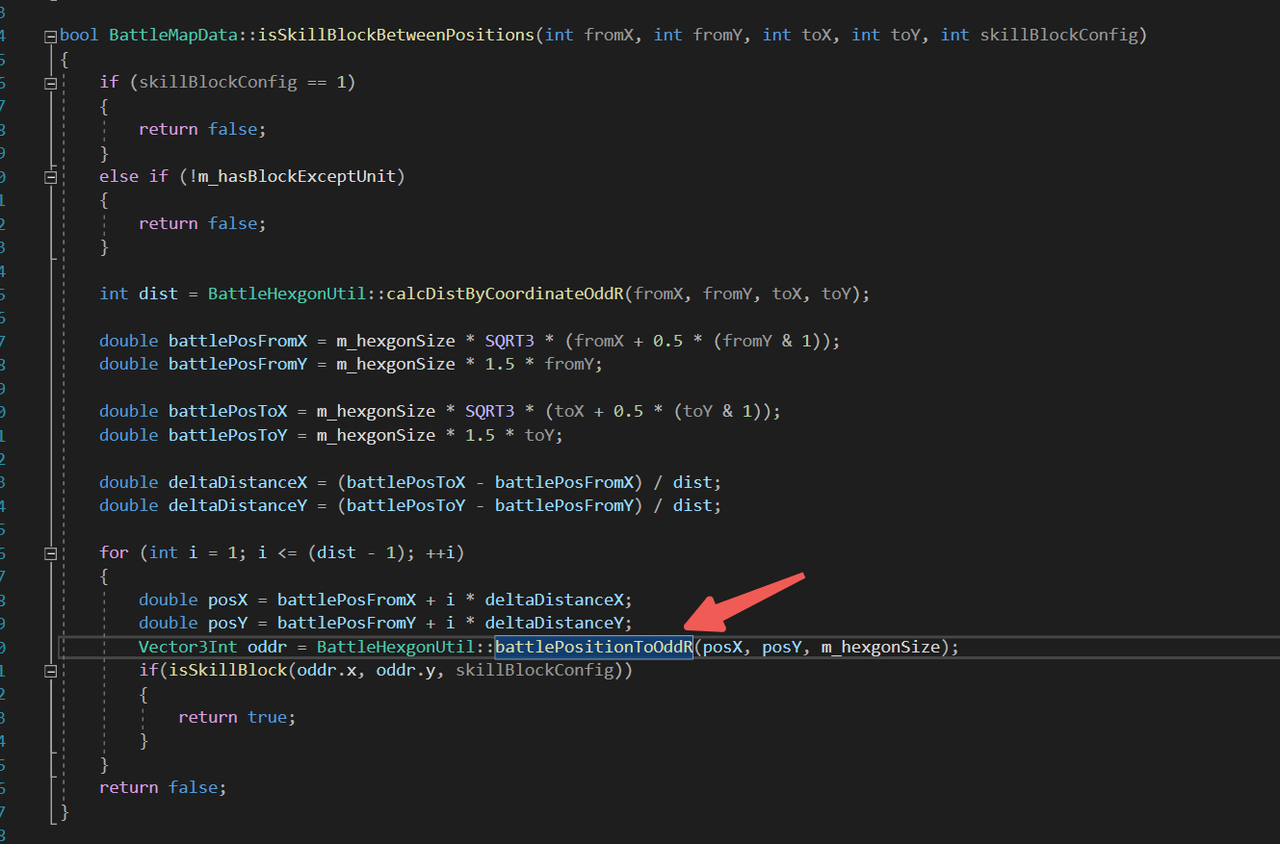 bool BattleMapData::isSkillBlockBetweenPositions(int fromX, int fromY, int toX, int toY, int skillBlockConfig)
{
if (skillBlockConfig == 1)
{
return false;
}
else if (!m_hasBlockExceptUnit)
{
return false;
}
int dist = BattleHexgonUtil::calcDistByCoordinateOddR(fromX, fromY, toX, toY);
double battlePosFromX = m_hexgonSize * SQRT3 * (fromX + 0.5 * (fromY & 1));
double battlePosFromY = m_hexgonSize * 1.5 * fromY;
double battlePosToX = m_hexgonSize * SQRT3 * (toX + 0.5 * (toY & 1));
double battlePosToY = m_hexgonSize * 1.5 * toY;
double deltaDistanceX = (battlePosToX - battlePosFromX) / dist;
double deltaDistanceY = (battlePosToY - battlePosFromY) / dist;
for (int i = 1; i <= (dist - 1); ++i)
{
double posX = battlePosFromX + i * deltaDistanceX;
double posY = battlePosFromY + i * deltaDistanceY;
Vector3Int oddr = BattleHexgonUtil::battlePositionToOddR(posX, posY, m_hexgonSize);
if(isSkillBlock(oddr.x, oddr.y, skillBlockConfig))
{
return true;
}
}
return false;
}